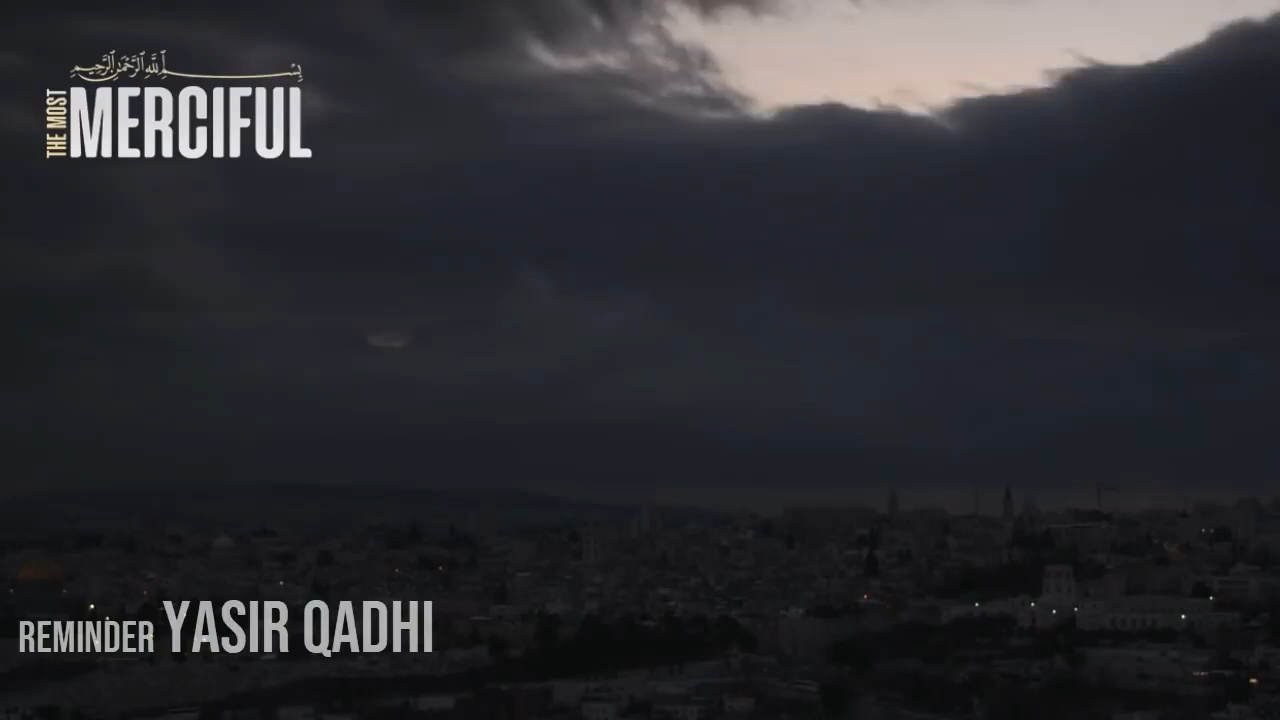 بسم الله الرحمن الرحيم
THE MOST
MERCIFUL
REMINDER YASIR QADHI